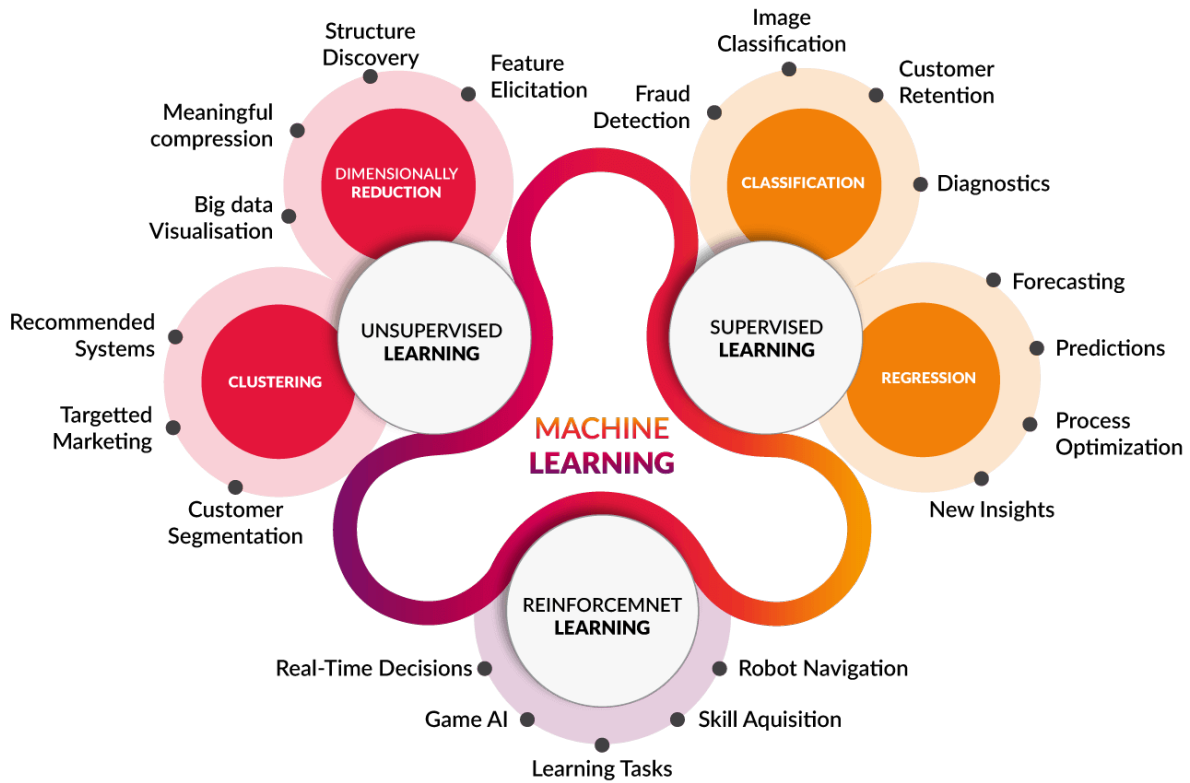 Structure
Discovery
Feature
Elicitation
Meaningful
compression
Big data
Visualisation
DIMENSIONALLY
REDUCTION
UNSUPERVISED
LEARNING
Recommended
Systems
Targetted
Marketing
Customer
Segmentation
CLUSTERING
Image
Classification
Customer
Retention
Fraud
Detection
Diagnostics
CLASSIFICATION
SUPERVISED
LEARNING
Forecasting
Predictions
Process
Optimization
New Insights
REGRESSION
MACHINE
LEARNING
REINFORCEMNET
LEARNING
Real-Time Decisions
Game AI
Learning Tasks
Skill Aquisition
Robot Navigation